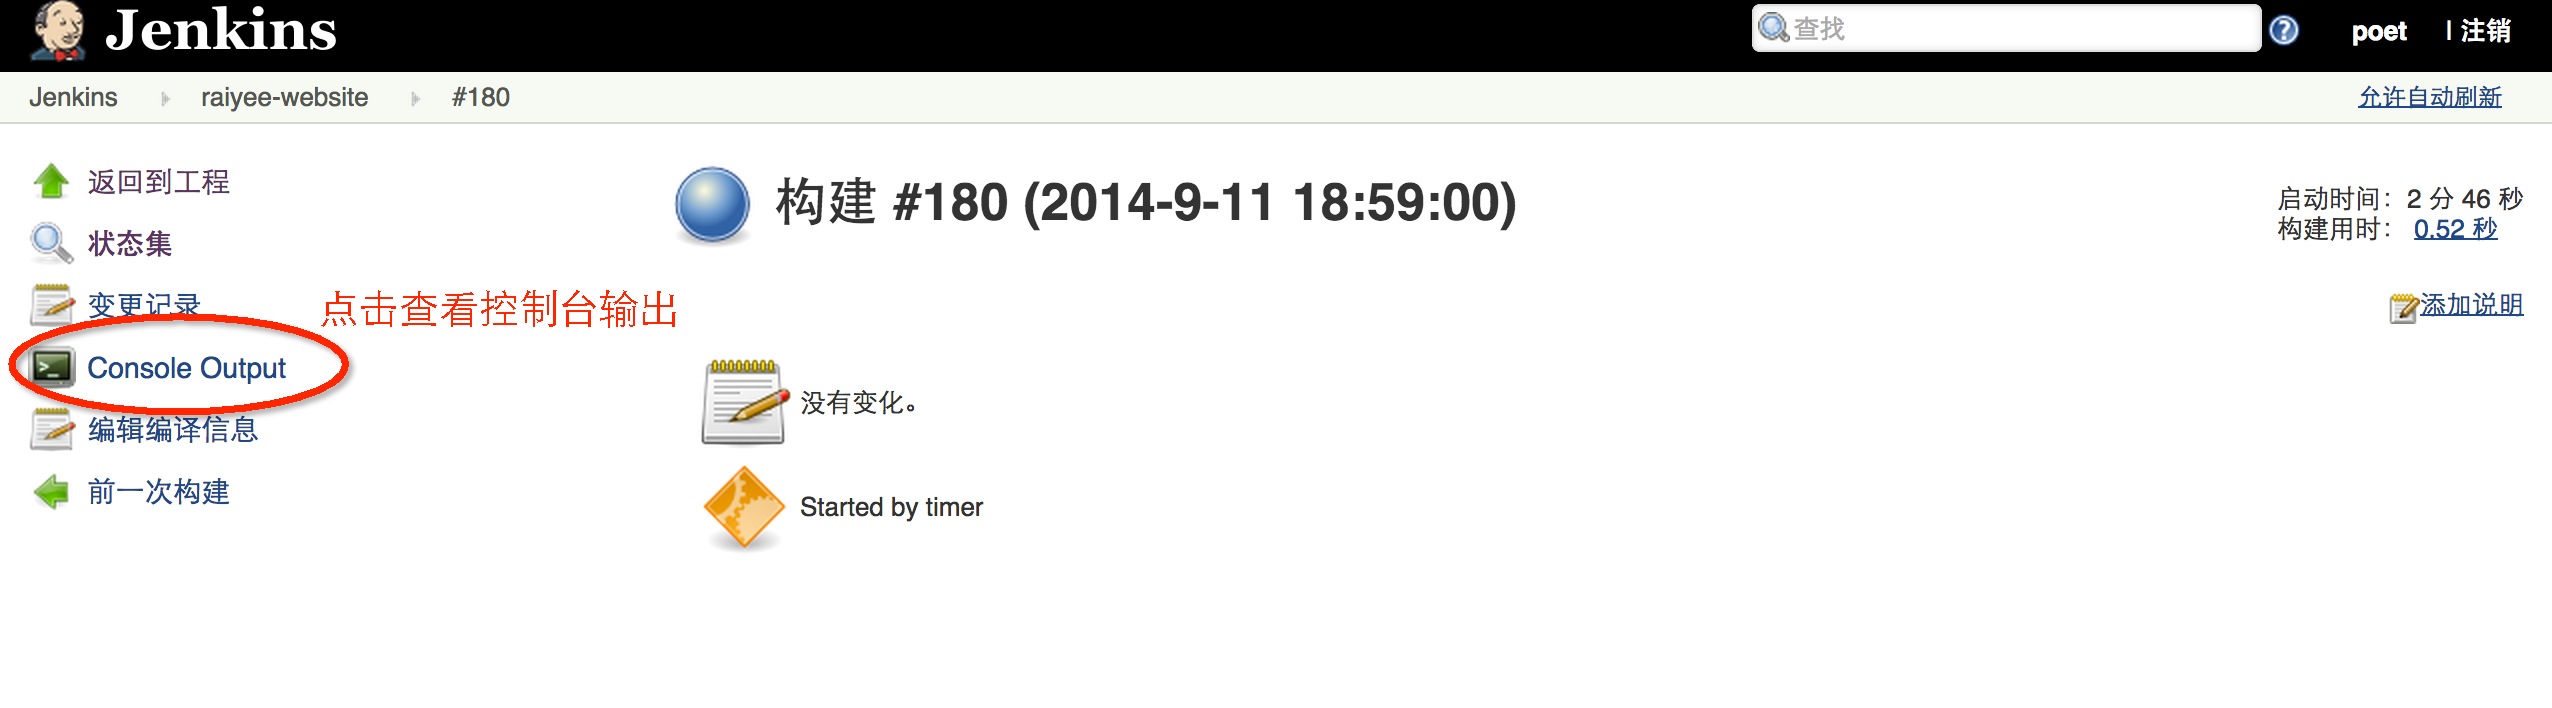 Jenkins
查找
poet
| 注销
Jenkins
raiyee-website
#180
允许自动刷新
返回到工程
状态集
变更记录
点击查看控制台输出
Console Output
编辑编译信息
前一次构建
构建 #180 (2014-9-11 18:59:00)
启动时间：2 分 46 秒
构建用时： 0.52 秒
添加说明
没有变化。
Started by timer